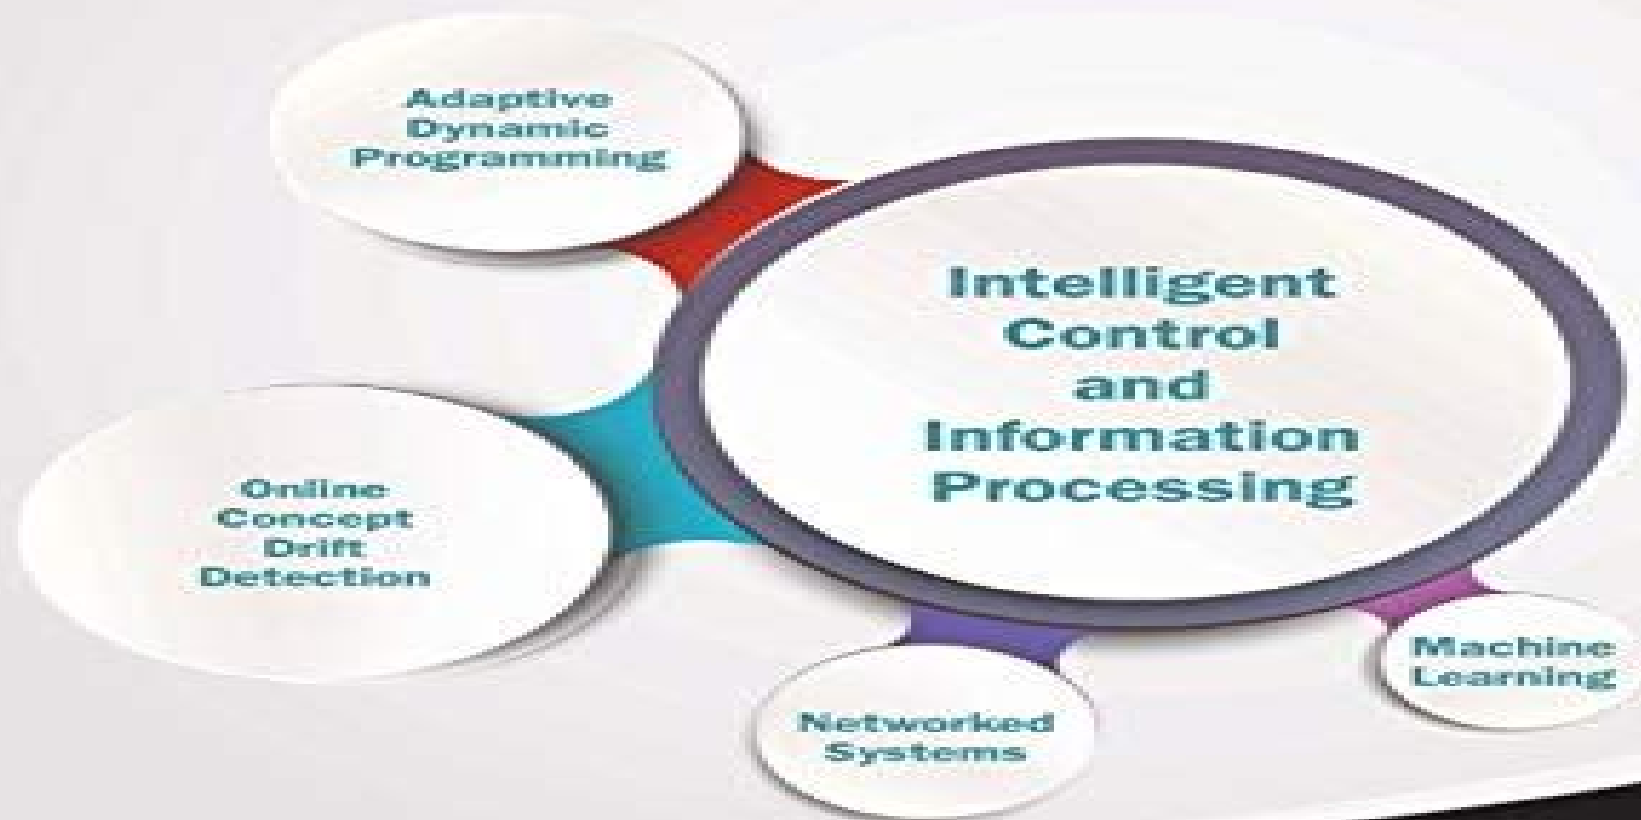 Adaptive
Dynamic
Programming
Intelligent
Control
and
Information
Processing
Online
Concept
Drift
Detection
Networked
Systems
Machine
Learning